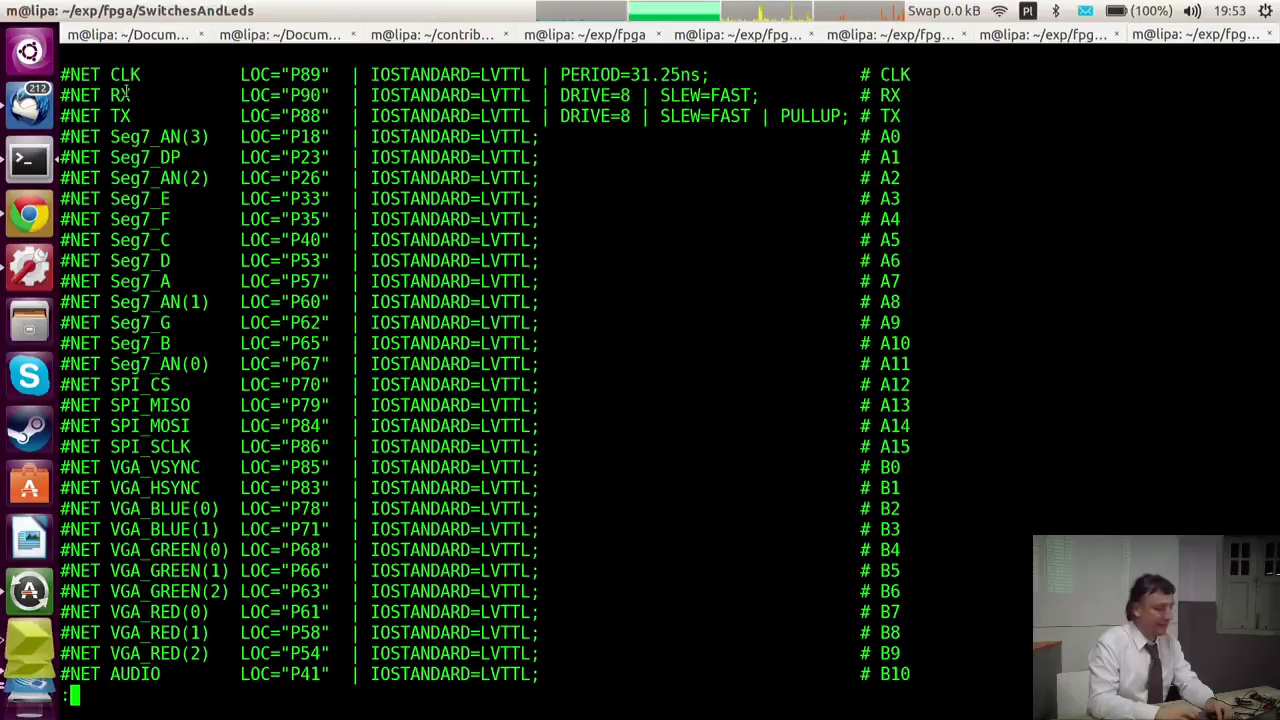 m@lipa: ~/exp/fpga/SwitchesAndLeds
Swap 0.0 kB Pl (100%) 19:53
m@lipa: ~/Docum... × m@lipa: ~/Docum... × m@lipa: ~/contrib... × m@lipa: ~/exp/fpga × m@lipa: ~/exp/fpg... × m@lipa: ~/exp/fpg... × m@lipa: ~/exp/fpg... × m@lipa: ~/exp/fpg... ×
212
#NET CLK LOC="P89" | IOSTANDARD=LVTTL | PERIOD=31.25ns; # CLK
#NET RX LOC="P90" | IOSTANDARD=LVTTL | DRIVE=8 | SLEW=FAST; # RX
#NET TX LOC="P88" | IOSTANDARD=LVTTL | DRIVE=8 | SLEW=FAST | PULLUP; # TX
#NET Seg7_AN(3) LOC="P18" | IOSTANDARD=LVTTL; # A0
#NET Seg7_DP LOC="P23" | IOSTANDARD=LVTTL; # A1
#NET Seg7_AN(2) LOC="P26" | IOSTANDARD=LVTTL; # A2
#NET Seg7_E LOC="P33" | IOSTANDARD=LVTTL; # A3
#NET Seg7_F LOC="P35" | IOSTANDARD=LVTTL; # A4
#NET Seg7_C LOC="P40" | IOSTANDARD=LVTTL; # A5
#NET Seg7_D LOC="P53" | IOSTANDARD=LVTTL; # A6
#NET Seg7_A LOC="P57" | IOSTANDARD=LVTTL; # A7
#NET Seg7_AN(1) LOC="P60" | IOSTANDARD=LVTTL; # A8
#NET Seg7_G LOC="P62" | IOSTANDARD=LVTTL; # A9
#NET Seg7_B LOC="P65" | IOSTANDARD=LVTTL; # A10
#NET Seg7_AN(0) LOC="P67" | IOSTANDARD=LVTTL; # A11
#NET SPI_CS LOC="P70" | IOSTANDARD=LVTTL; # A12
#NET SPI_MISO LOC="P79" | IOSTANDARD=LVTTL; # A13
#NET SPI_MOSI LOC="P84" | IOSTANDARD=LVTTL; # A14
#NET SPI_SCLK LOC="P86" | IOSTANDARD=LVTTL; # A15
#NET VGA_VSYNC LOC="P85" | IOSTANDARD=LVTTL; # B0
#NET VGA_HSYNC LOC="P83" | IOSTANDARD=LVTTL; # B1
#NET VGA_BLUE(0) LOC="P78" | IOSTANDARD=LVTTL; # B2
#NET VGA_BLUE(1) LOC="P71" | IOSTANDARD=LVTTL; # B3
#NET VGA_GREEN(0) LOC="P68" | IOSTANDARD=LVTTL; # B4
#NET VGA_GREEN(1) LOC="P66" | IOSTANDARD=LVTTL; # B5
#NET VGA_GREEN(2) LOC="P63" | IOSTANDARD=LVTTL; # B6
#NET VGA_RED(0) LOC="P61" | IOSTANDARD=LVTTL; # B7
#NET VGA_RED(1) LOC="P58" | IOSTANDARD=LVTTL; # B8
#NET VGA_RED(2) LOC="P54" | IOSTANDARD=LVTTL; # B9
#NET AUDIO LOC="P41" | IOSTANDARD=LVTTL; # B10
: